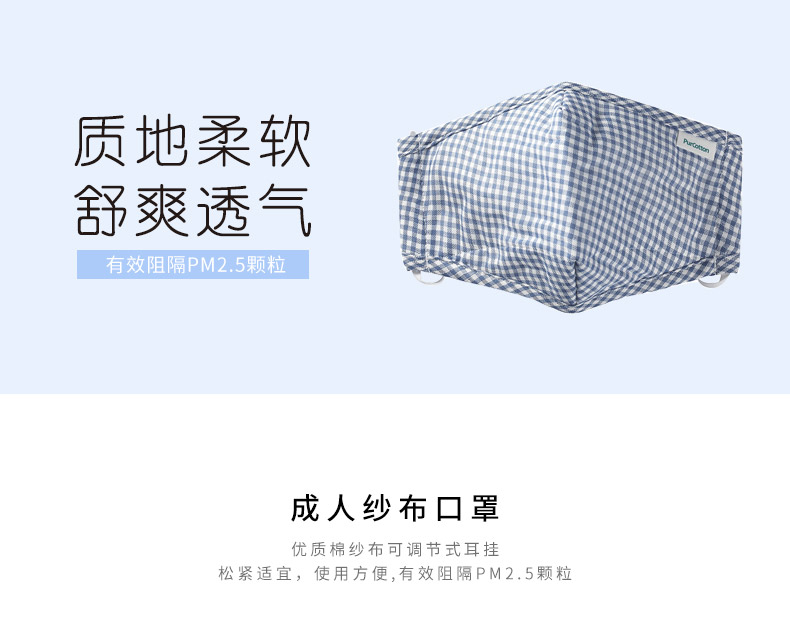 质地柔软
舒爽透气
有效阻隔PM2.5颗粒
PurCotton
成人纱布口罩
优质棉纱布可调节式耳挂
松紧适宜，使用方便,有效阻隔PM2.5颗粒